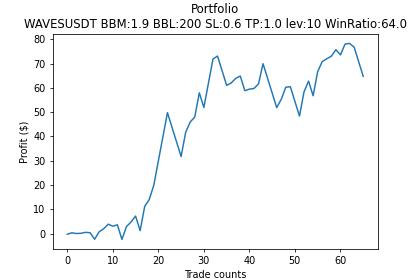 Portfolio
WAVESUSDT BBM:1.9 BBL:200 SL:0.6 TP:1.0 lev:10 WinRatio:64.0
80
70
60
50
40
30
20
10
0
Profit ($)
0 10 20 30 40 50 60
Trade counts